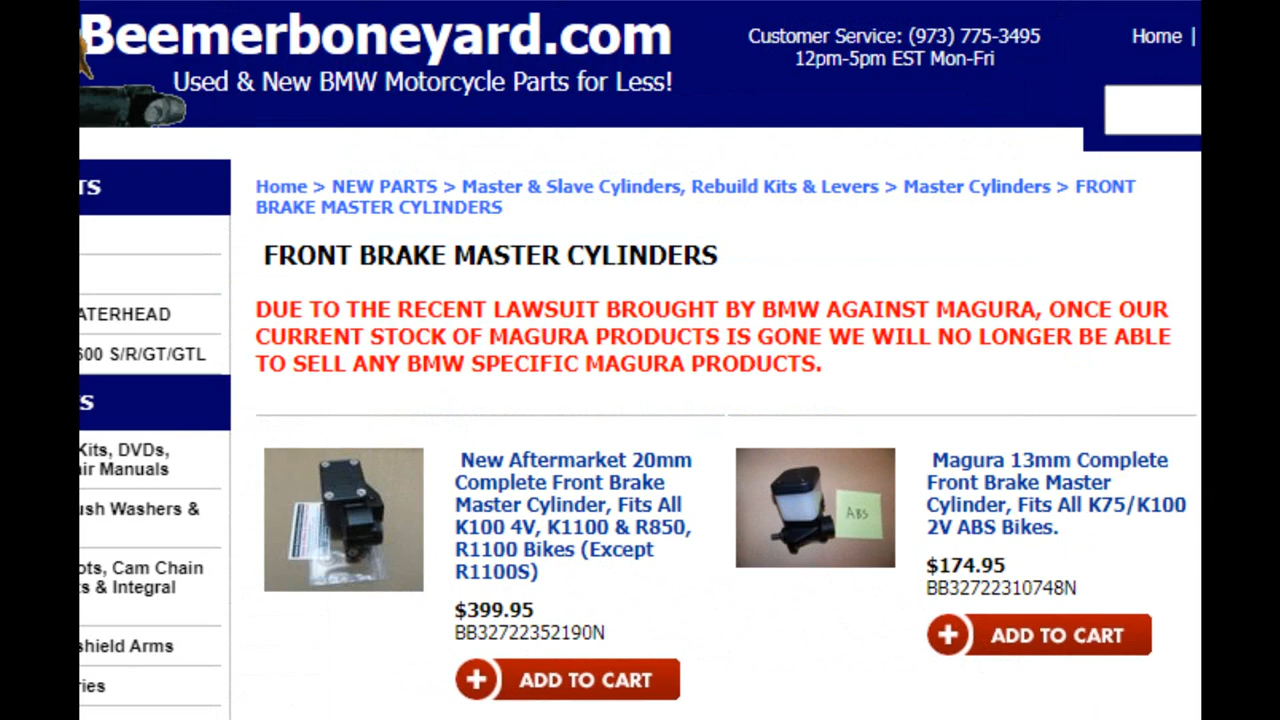 Beemerboneyard.com
Used & New BMW Motorcycle Parts for Less!
Customer Service: (973) 775-3495
12pm-5pm EST Mon-Fri
Home |
TS
ATERHEAD
600 S/R/GT/GTL
S
Kits, DVDs,
air Manuals
ush Washers &
ots, Cam Chain
ts & Integral
shield Arms
ries
Home > NEW PARTS > Master & Slave Cylinders, Rebuild Kits & Levers > Master Cylinders > FRONT
BRAKE MASTER CYLINDERS
FRONT BRAKE MASTER CYLINDERS
DUE TO THE RECENT LAWSUIT BROUGHT BY BMW AGAINST MAGURA, ONCE OUR
CURRENT STOCK OF MAGURA PRODUCTS IS GONE WE WILL NO LONGER BE ABLE
TO SELL ANY BMW SPECIFIC MAGURA PRODUCTS.
New Aftermarket 20mm
Complete Front Brake
Master Cylinder, Fits All
K100 4V, K1100 & R850,
R1100 Bikes (Except
R1100S)
$399.95
BB32722352190N
ADD TO CART
ABS
Magura 13mm Complete
Front Brake Master
Cylinder, Fits All K75/K100
2V ABS Bikes.
$174.95
BB32722310748N
ADD TO CART